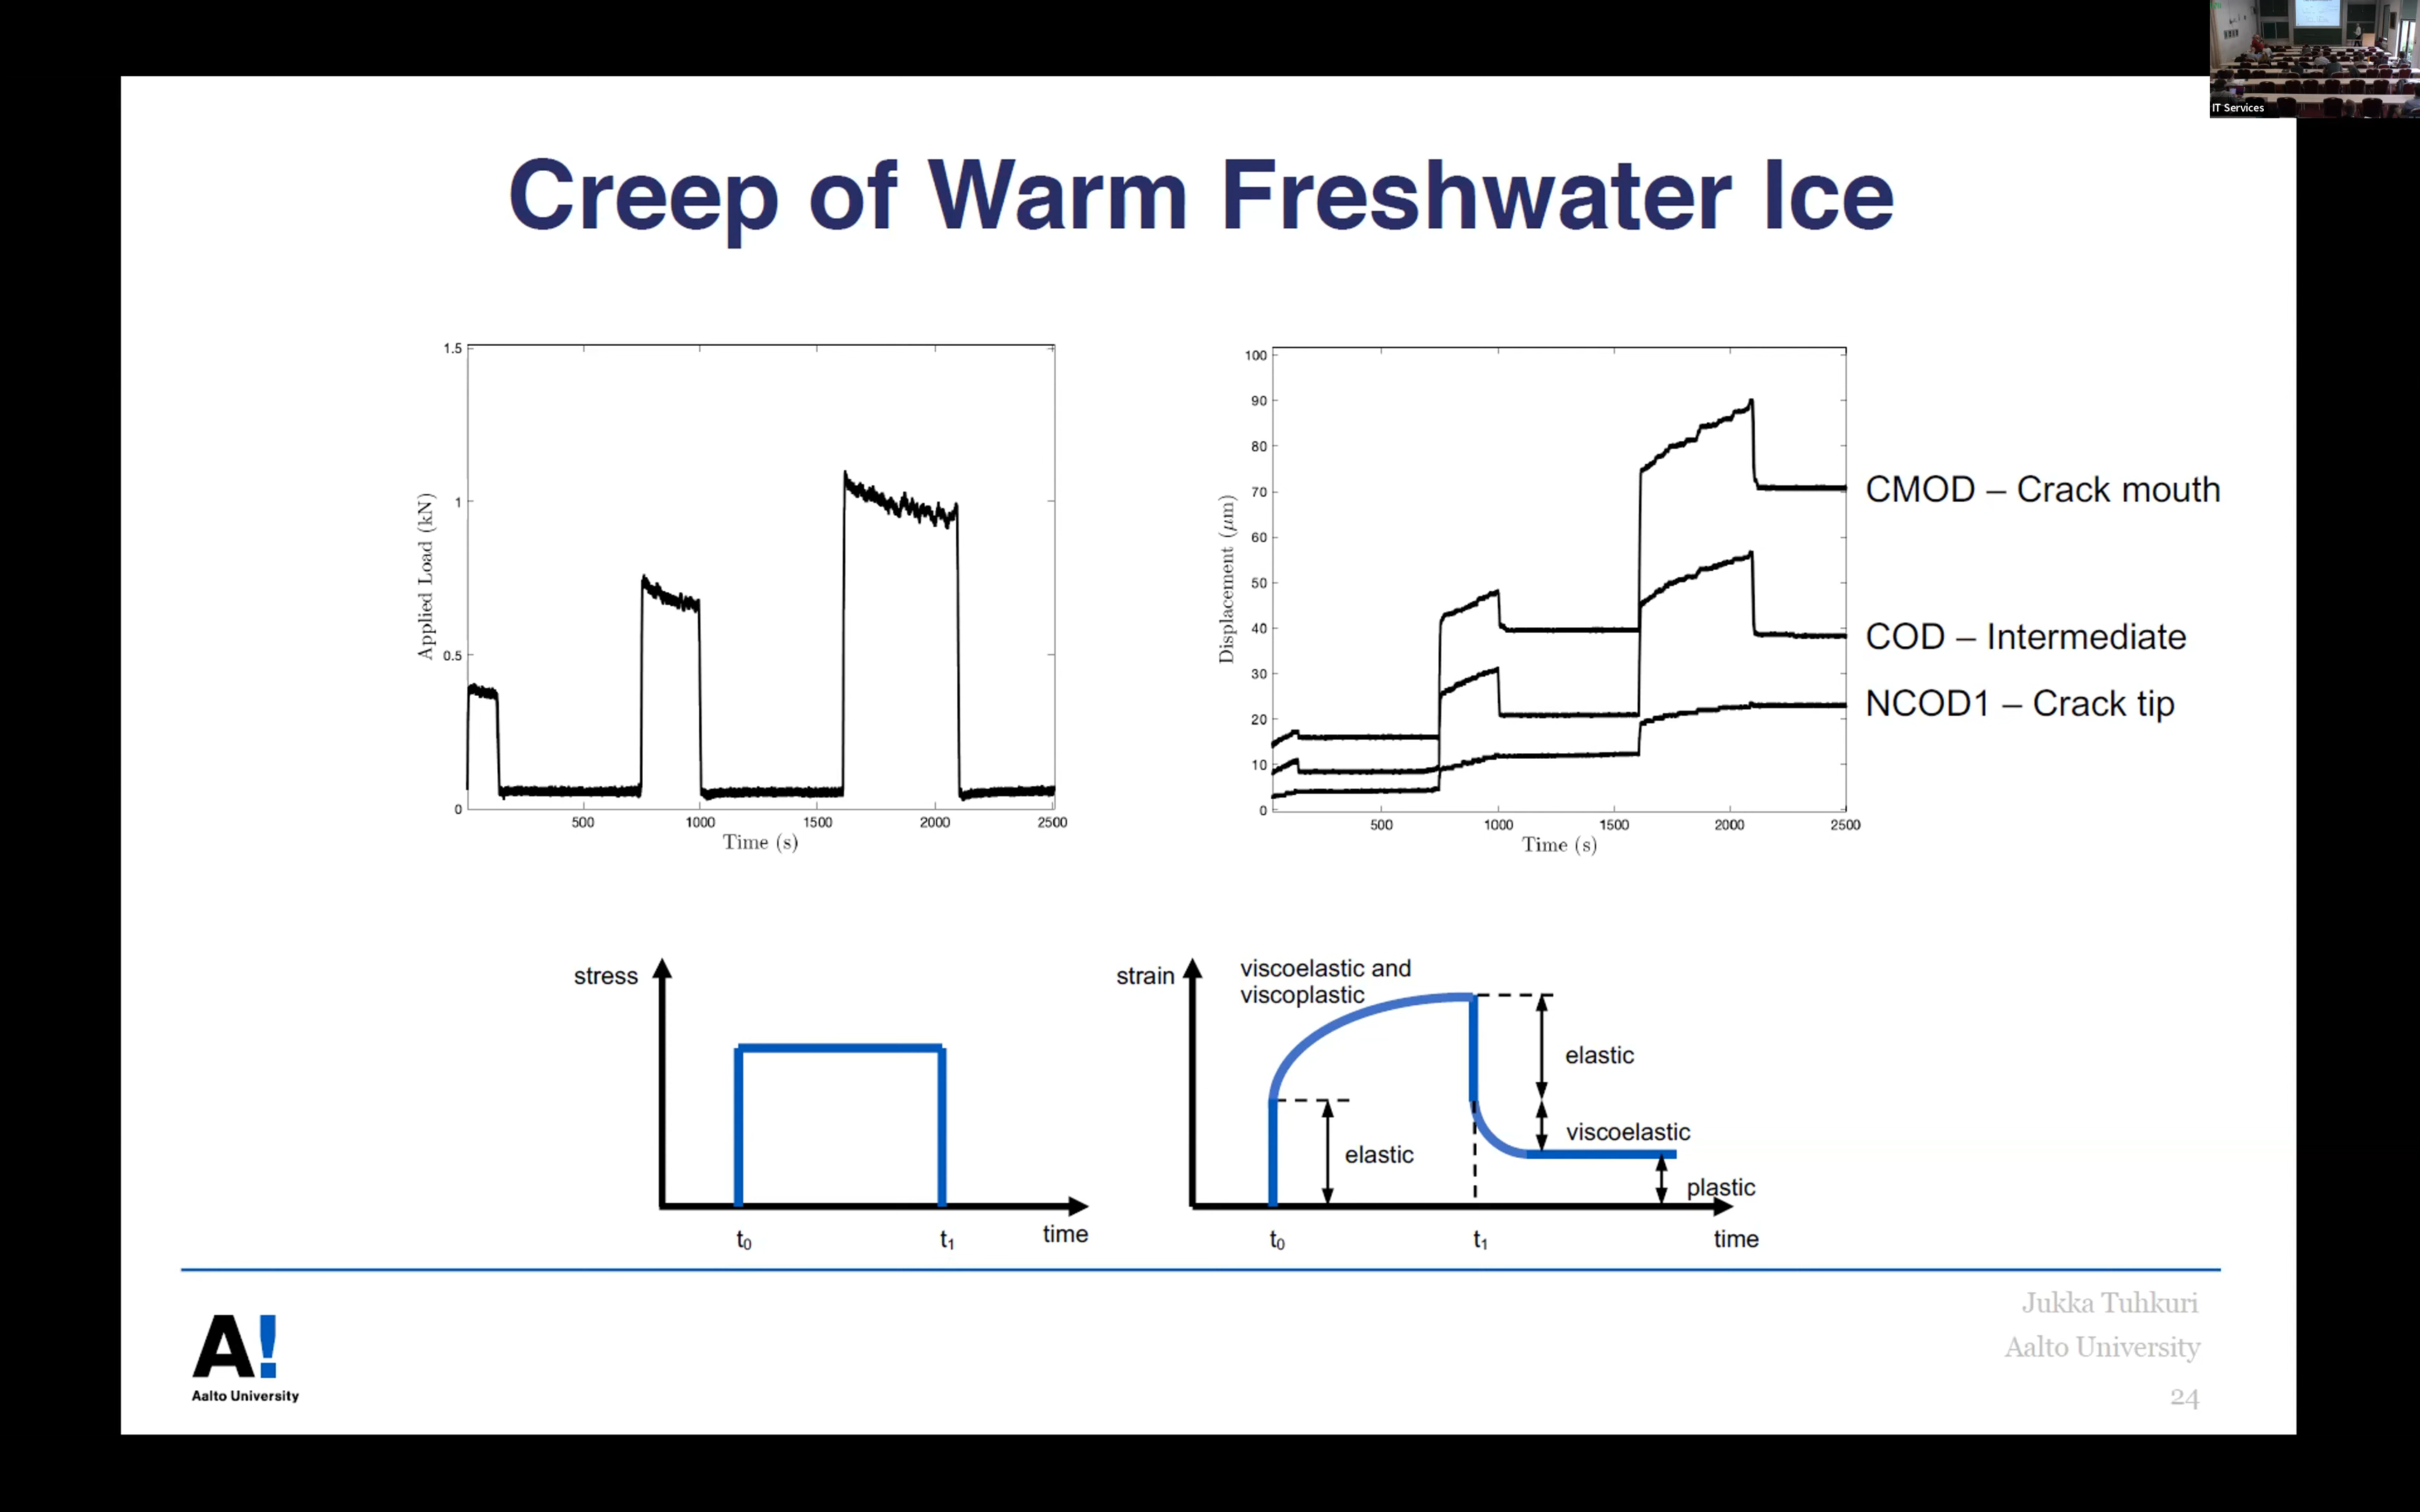 IT Services
Creep of Warm Freshwater Ice
1.5
1
0.5
0
Applied Load (kN)
500
1000
1500
2000
2500
Time (s)
100
90
80
70
60
50
40
30
20
10
0
Displacement (μm)
500
1000
1500
2000
2500
Time (s)
CMOD – Crack mouth
COD – Intermediate
NCOD1 – Crack tip
stress
t0
t1
time
strain
viscoelastic and
viscoplastic
elastic
elastic
viscoelastic
plastic
t0
t1
time
A!
Aalto University
Jukka Tuhkuri
Aalto University
24